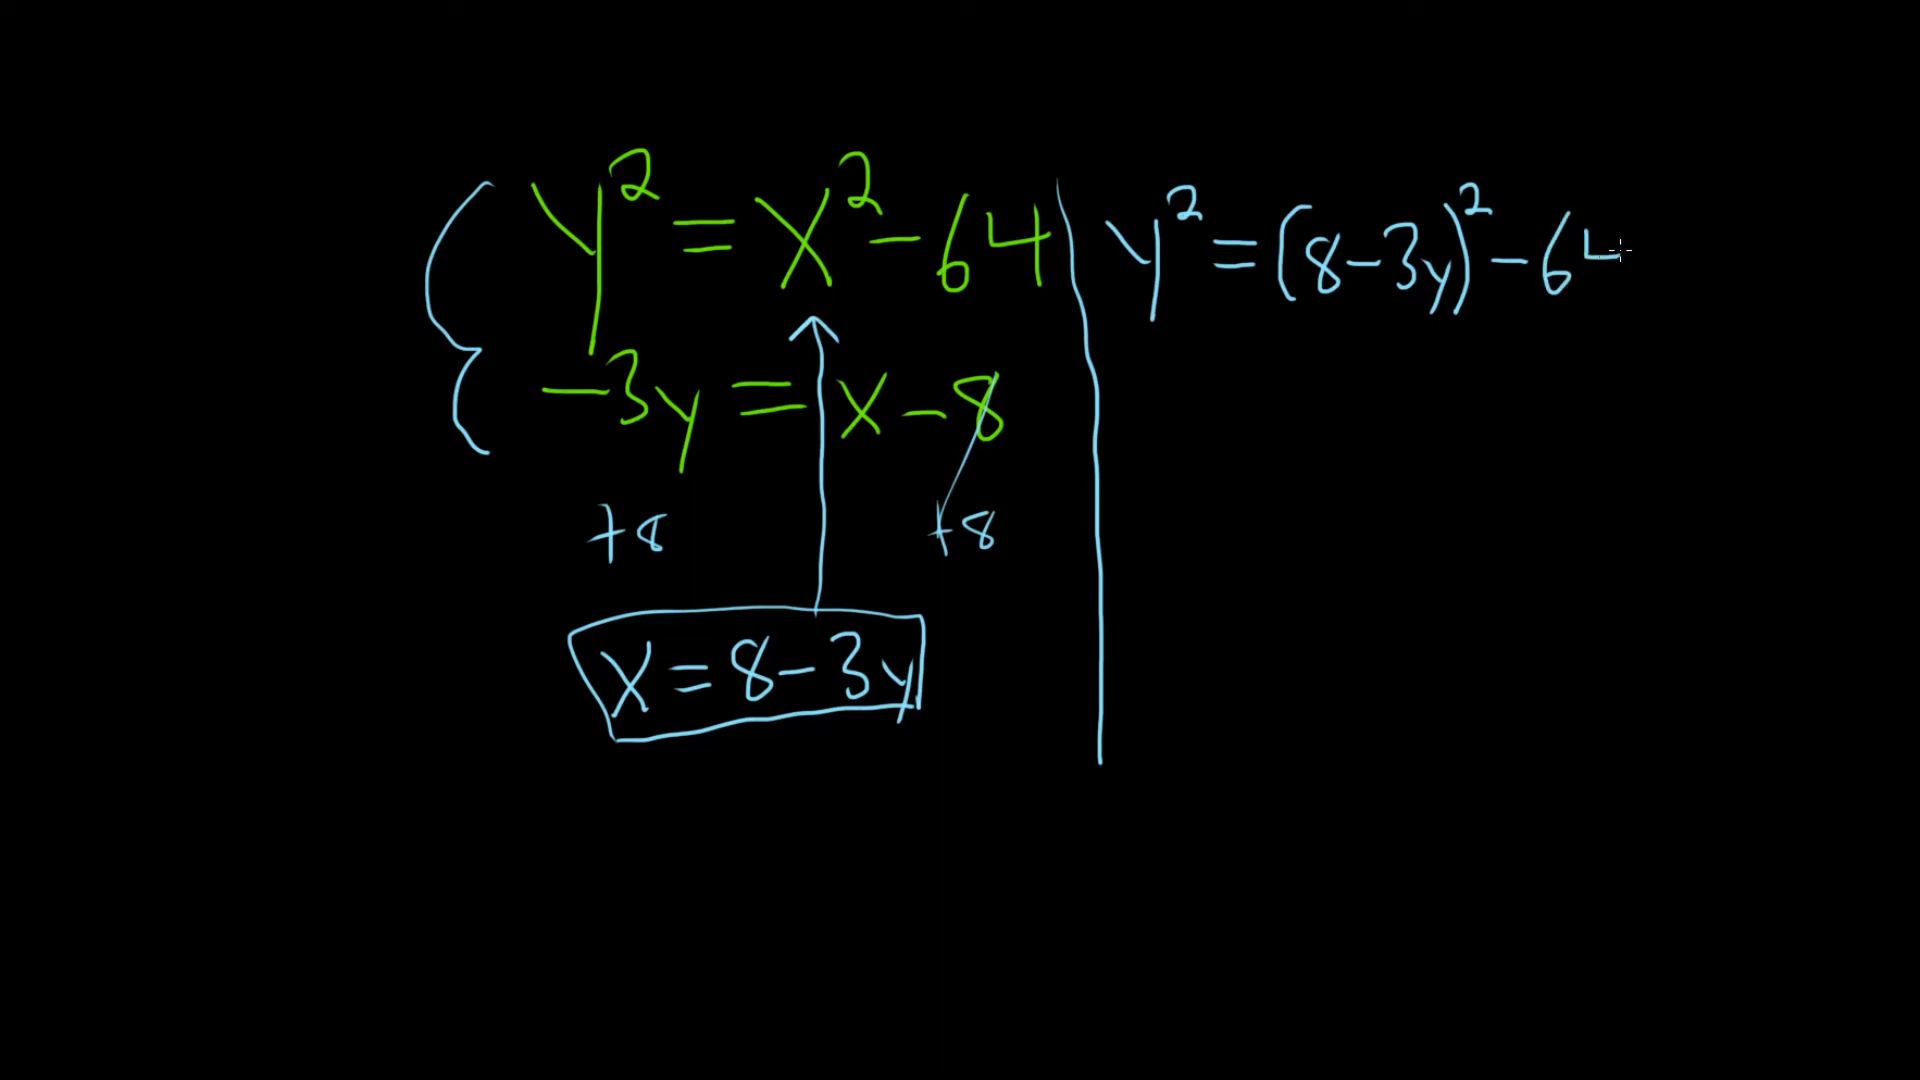 y² = x² - 64
-3y = x - 8
+8 +8
x = 8 - 3y
y² = (8 - 3y)² - 64